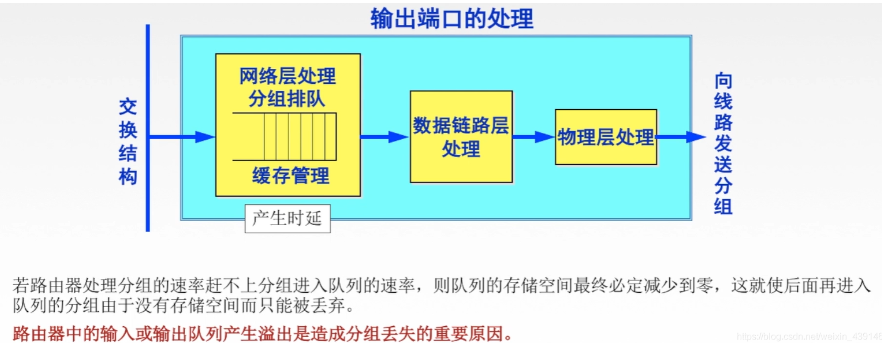 输出端口的处理
交换结构
网络层处理
分组排队
缓存管理
产生时延
数据链路层
处理
物理层处理
向线路发送分组
若路由器处理分组的速率赶不上分组进入队列的速率，则队列的存储空间最终必定减少到零，这就使后面再进入
队列的分组由于没有存储空间而只能被丢弃。
路由器中的输入或输出队列产生溢出是造成分组丢失的重要原因。